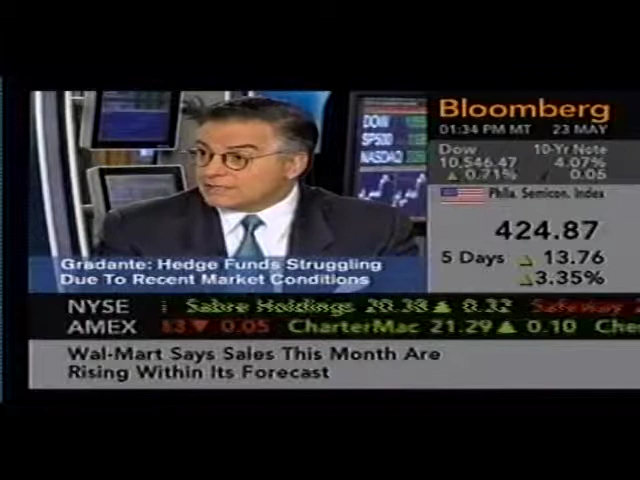 Bloomberg
01:34 PM MT 23 MAY
Dow 10-Yr Note
10,546.47 4.07%
0.71% 0.05
Phila. Semicon. Index
424.87
5 Days 13.76
3.35%
DOW
SP500
NASDAQ
Gradante: Hedge Funds Struggling
Due To Recent Market Conditions
NYSE Sabre Holdings 20.38 0.32 Safeway
AMEX 0.05 CharterMac 21.29 0.10
Wal-Mart Says Sales This Month Are
Rising Within Its Forecast